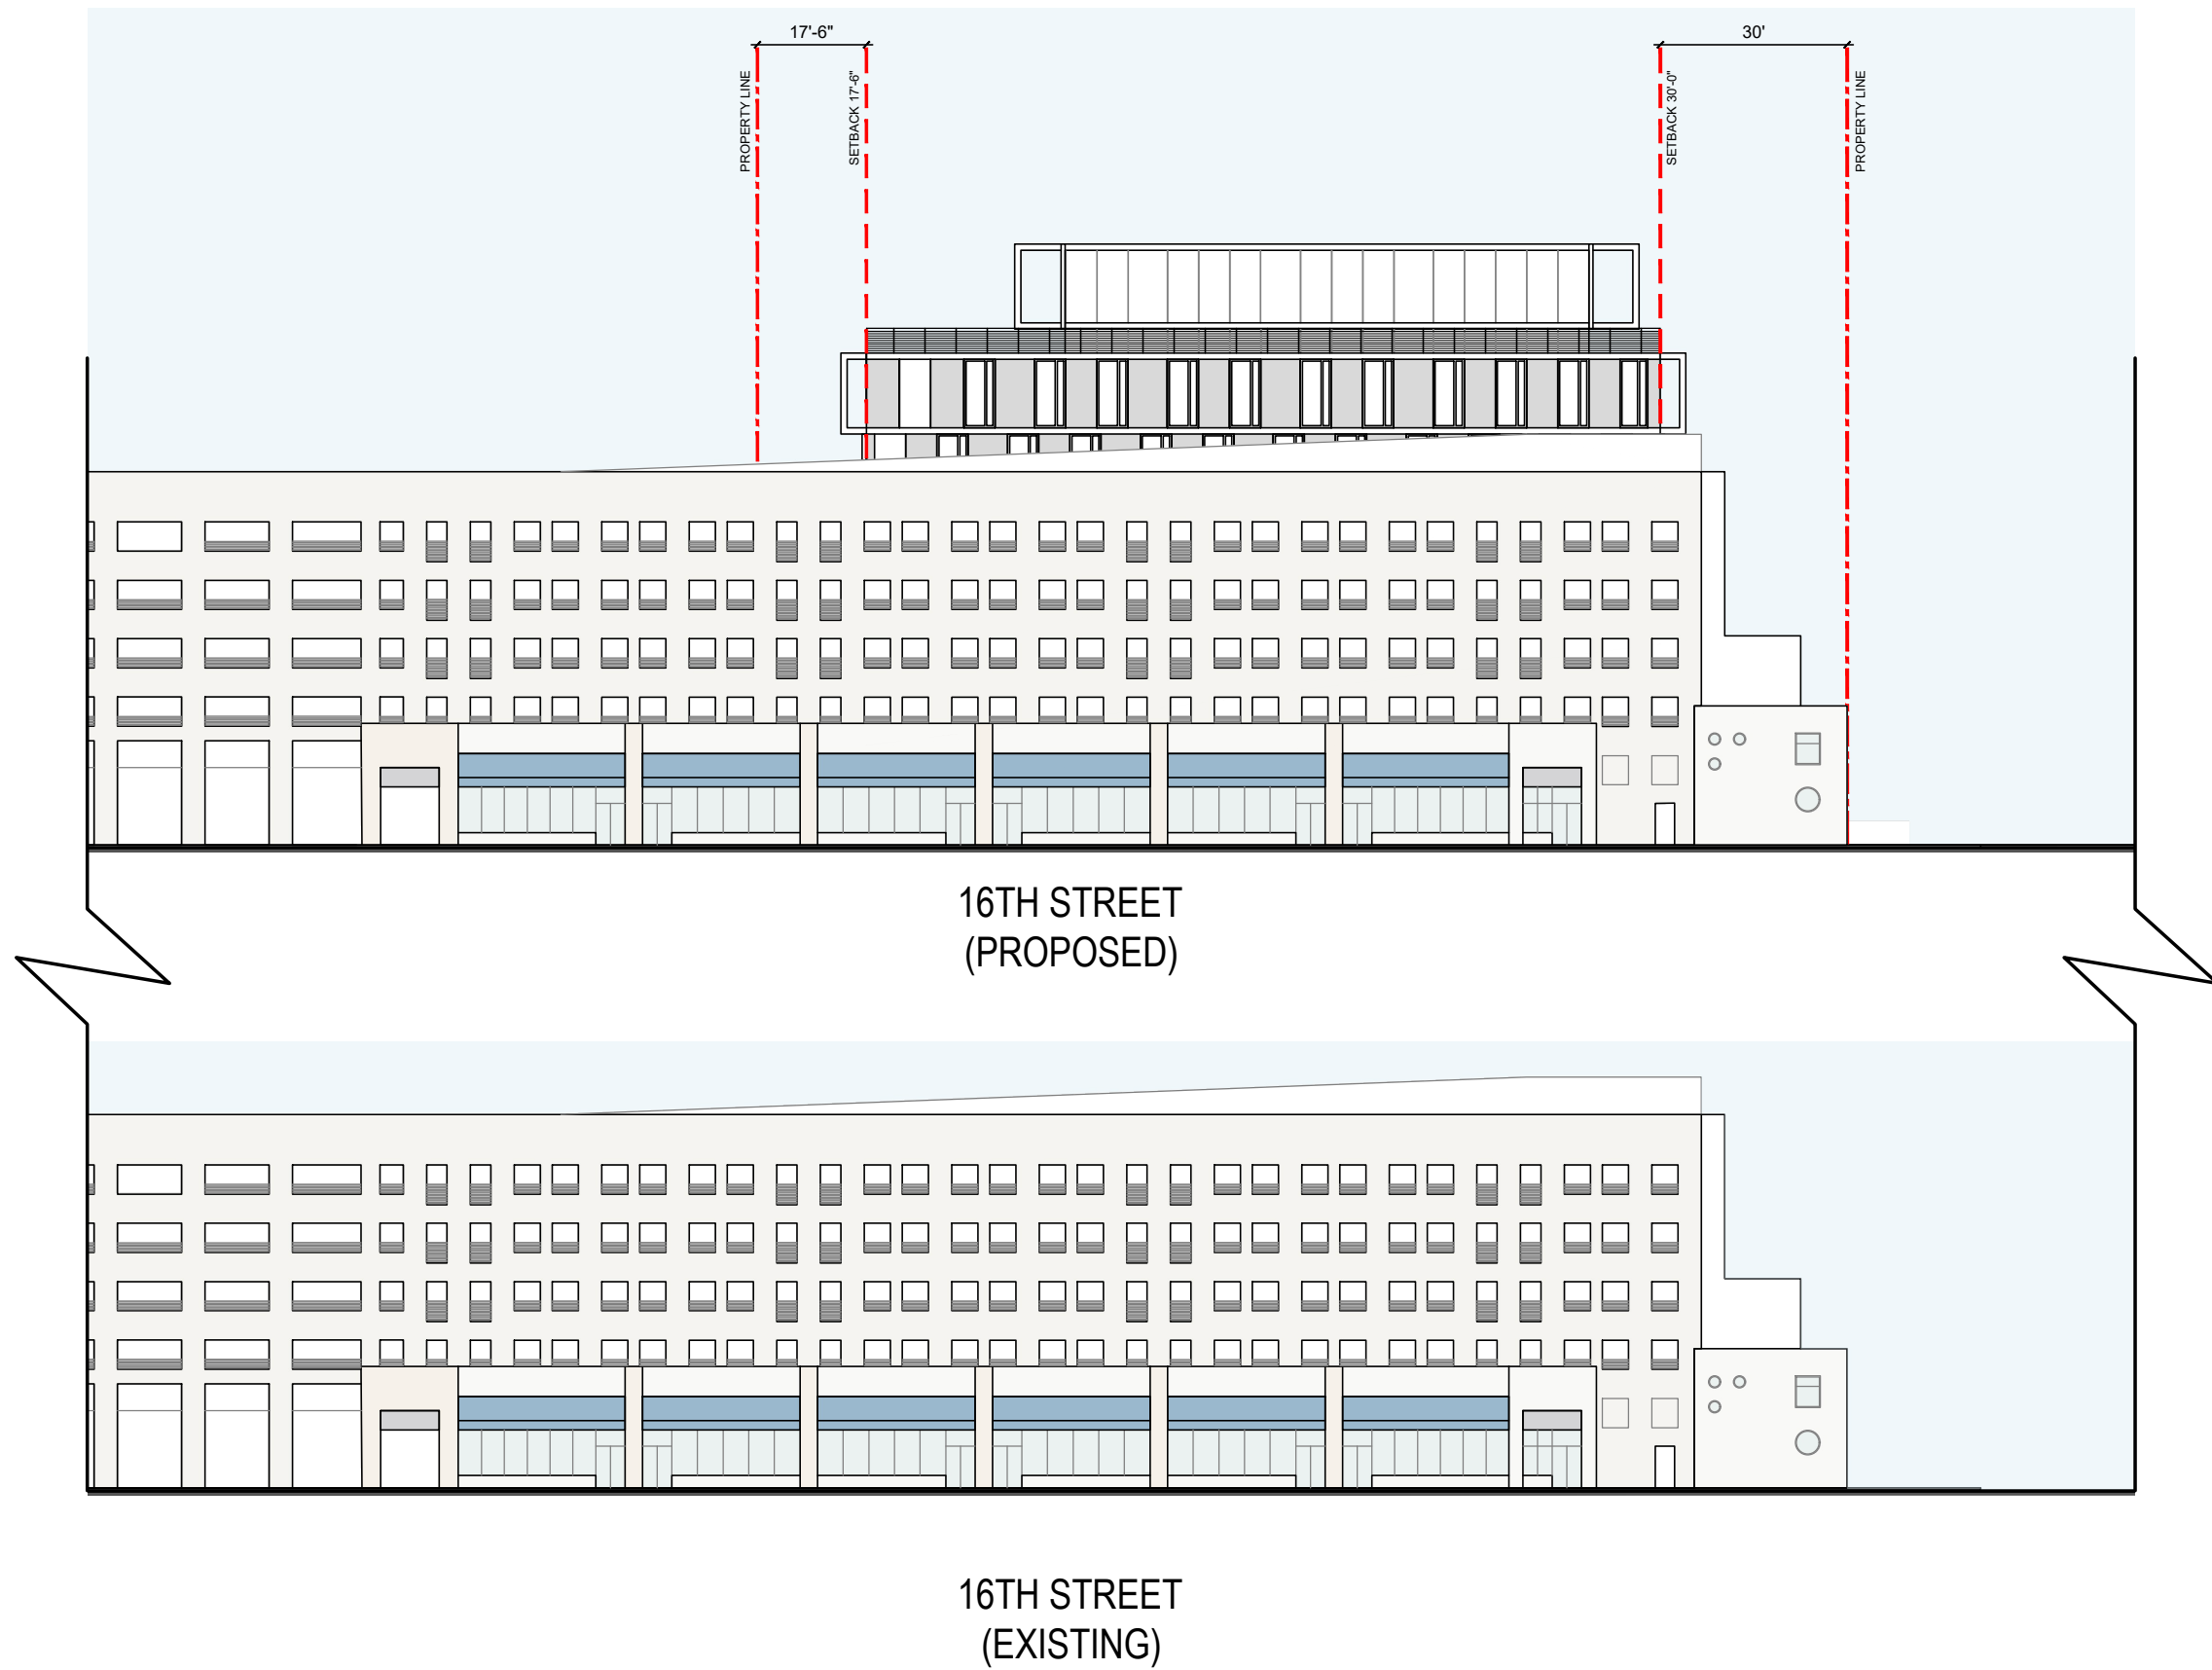 17'-6"
30'
PROPERTY LINE
SETBACK 17'-6"
SETBACK 30'-0"
PROPERTY LINE
16TH STREET
(PROPOSED)
16TH STREET
(EXISTING)